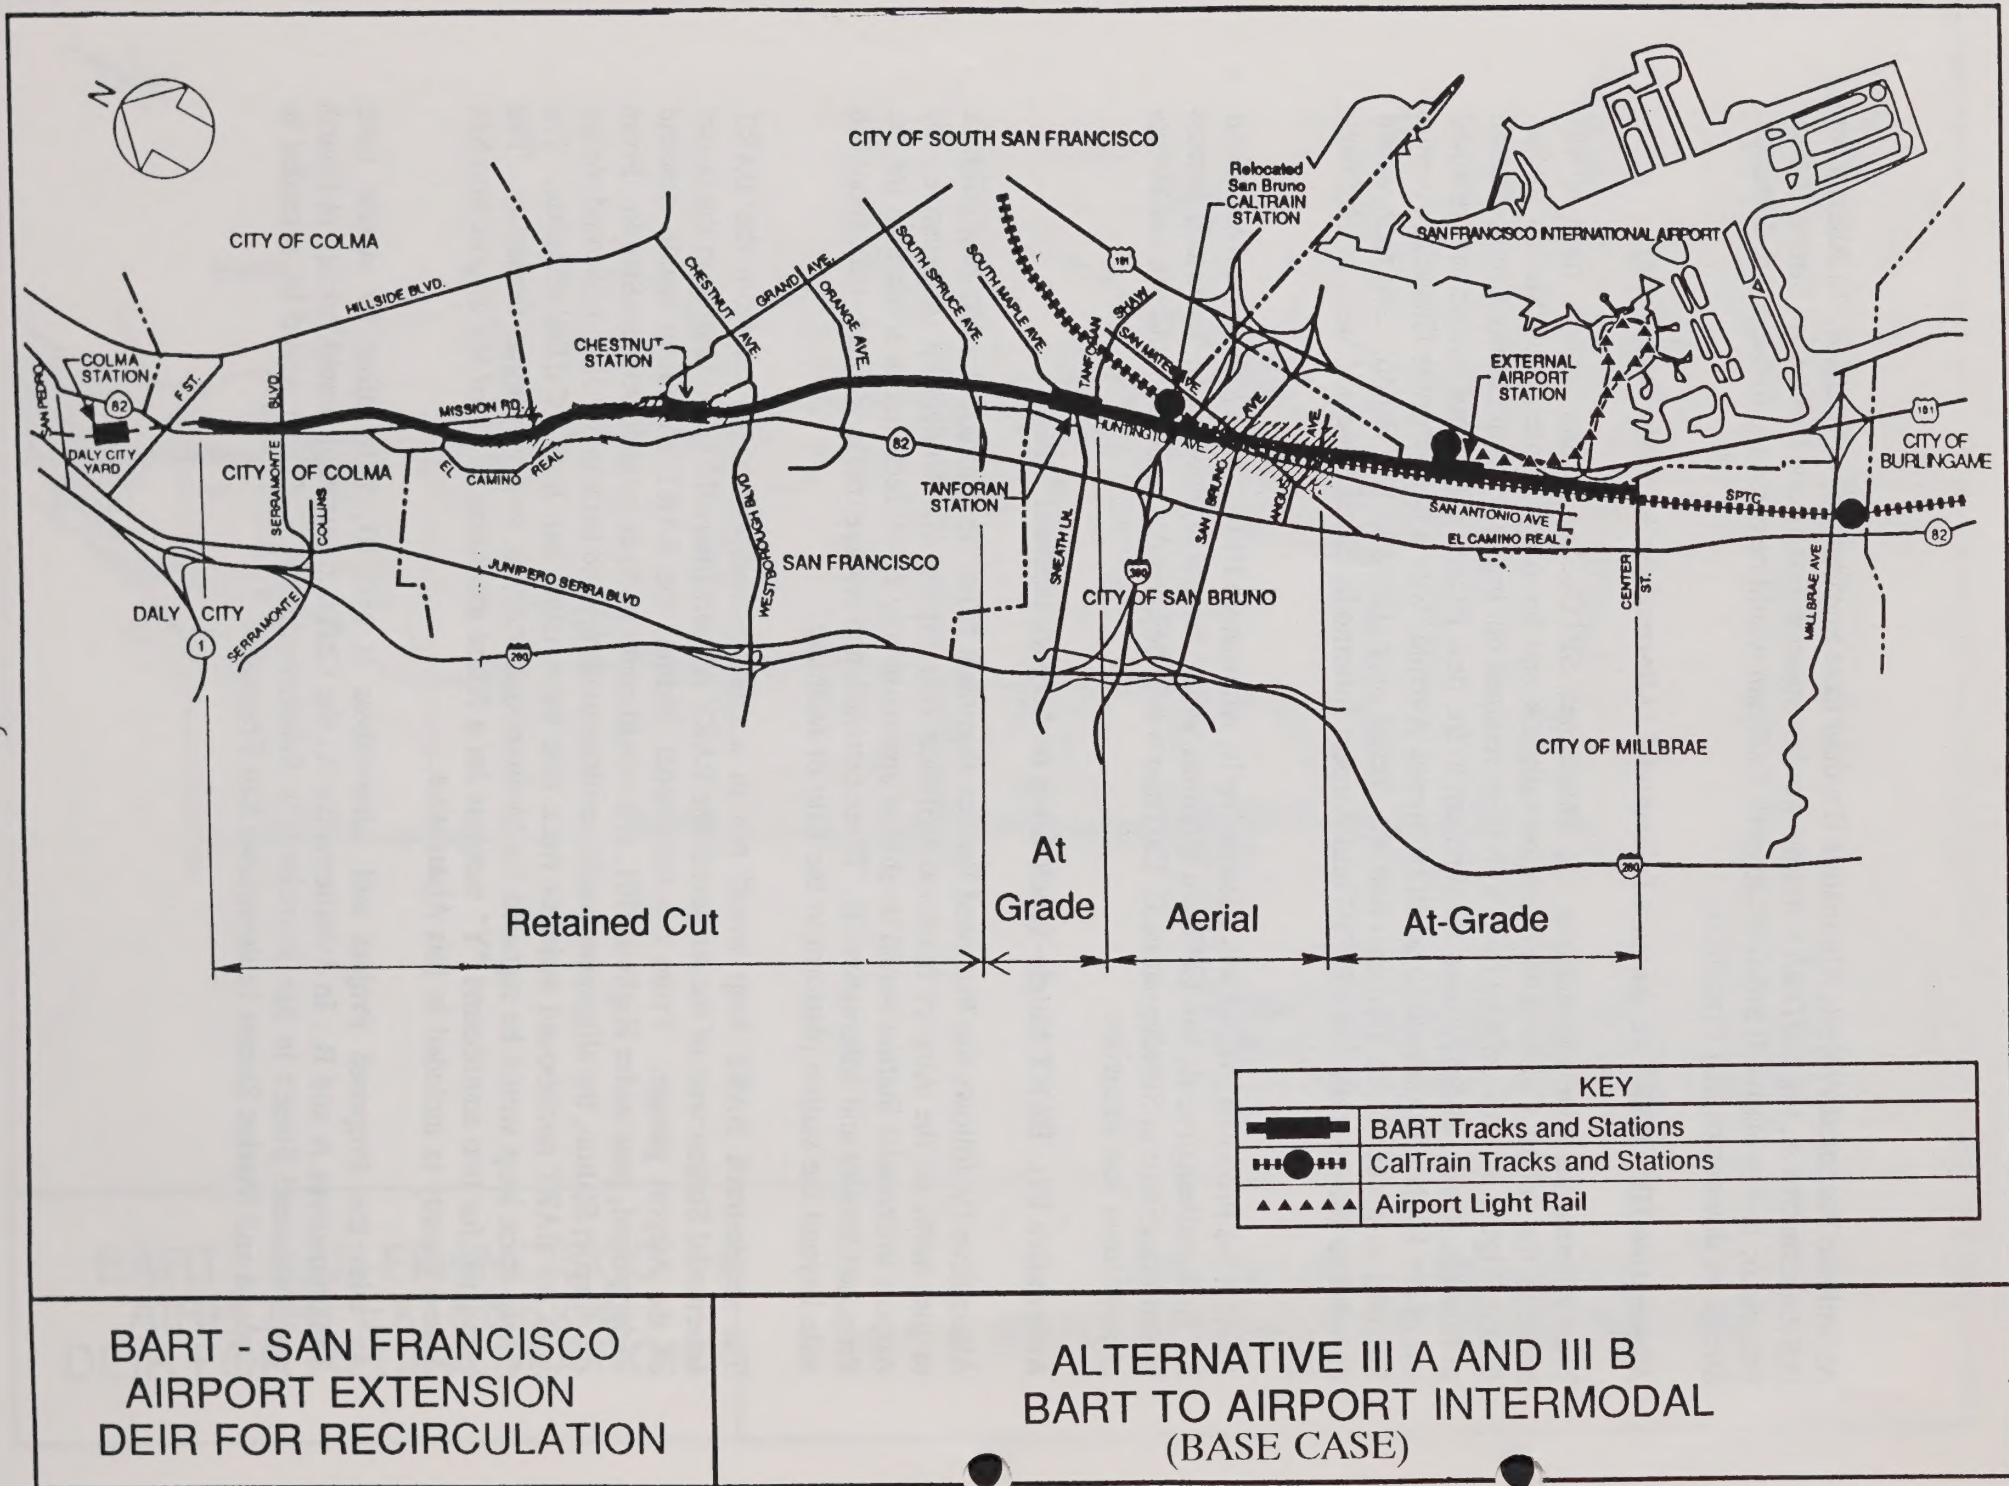 N
CITY OF SOUTH SAN FRANCISCO
Relocated
San Bruno
CALTRAIN
STATION
CITY OF COLMA
101
SAN FRANCISCO INTERNATIONAL AIRPORT
HILLSIDE BLVD.
CHESTNUT AVE.
GRAND AVE.
ORANGE AVE.
SOUTH SPRUCE AVE.
SOUTH MAPLE AVE.
TANFORAN
SHAW
SAN MATEO AVE.
CHESTNUT
STATION
COLMA
STATION
82
SAN PEDRO
F ST.
SERRAMONTE BLVD.
MISSION RD.
EXTERNAL
AIRPORT
STATION
101
CITY OF
BURLINGAME
DALY CITY
YARD
CITY OF COLMA
EL CAMINO REAL
82
HUNTINGTON AVE.
TANFORAN
STATION
SAN BRUNO AVE.
ANGUS AVE.
SAN ANTONIO AVE
SPTC
EL CAMINO REAL
82
COLLINS
JUNIPERO SERRA BLVD
WESTBOROUGH BLVD
SAN FRANCISCO
SNEATH LN.
380
CITY OF SAN BRUNO
CENTER ST.
MILLBRAE AVE
DALY CITY
1
SERRAMONTE
280
CITY OF MILLBRAE
280
Retained Cut
At
Grade
Aerial
At-Grade
KEY
BART Tracks and Stations
CalTrain Tracks and Stations
Airport Light Rail
BART - SAN FRANCISCO
AIRPORT EXTENSION
DEIR FOR RECIRCULATION
ALTERNATIVE III A AND III B
BART TO AIRPORT INTERMODAL
(BASE CASE)